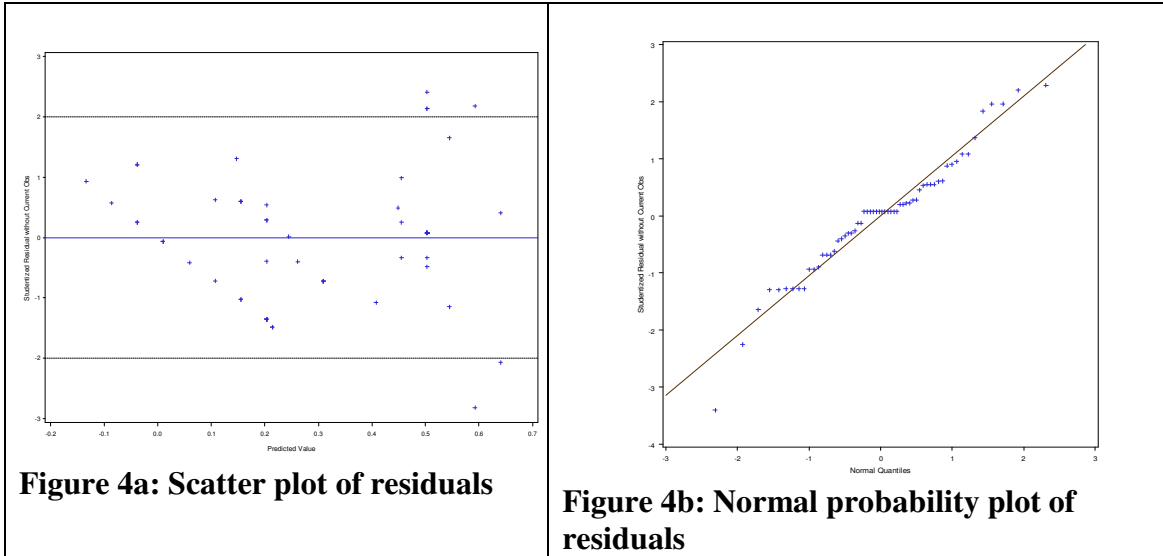 3
2
1
0
-1
-2
-3
Studentized Residual without Current Obs
-0.2 -0.1 0.0 0.1 0.2 0.3 0.4 0.5 0.6 0.7
Predicted Value
Figure 4a: Scatter plot of residuals
3
2
1
0
-1
-2
-3
-4
Studentized Residual without Current Obs
-3 -2 -1 0 1 2 3
Normal Quantiles
Figure 4b: Normal probability plot of
residuals